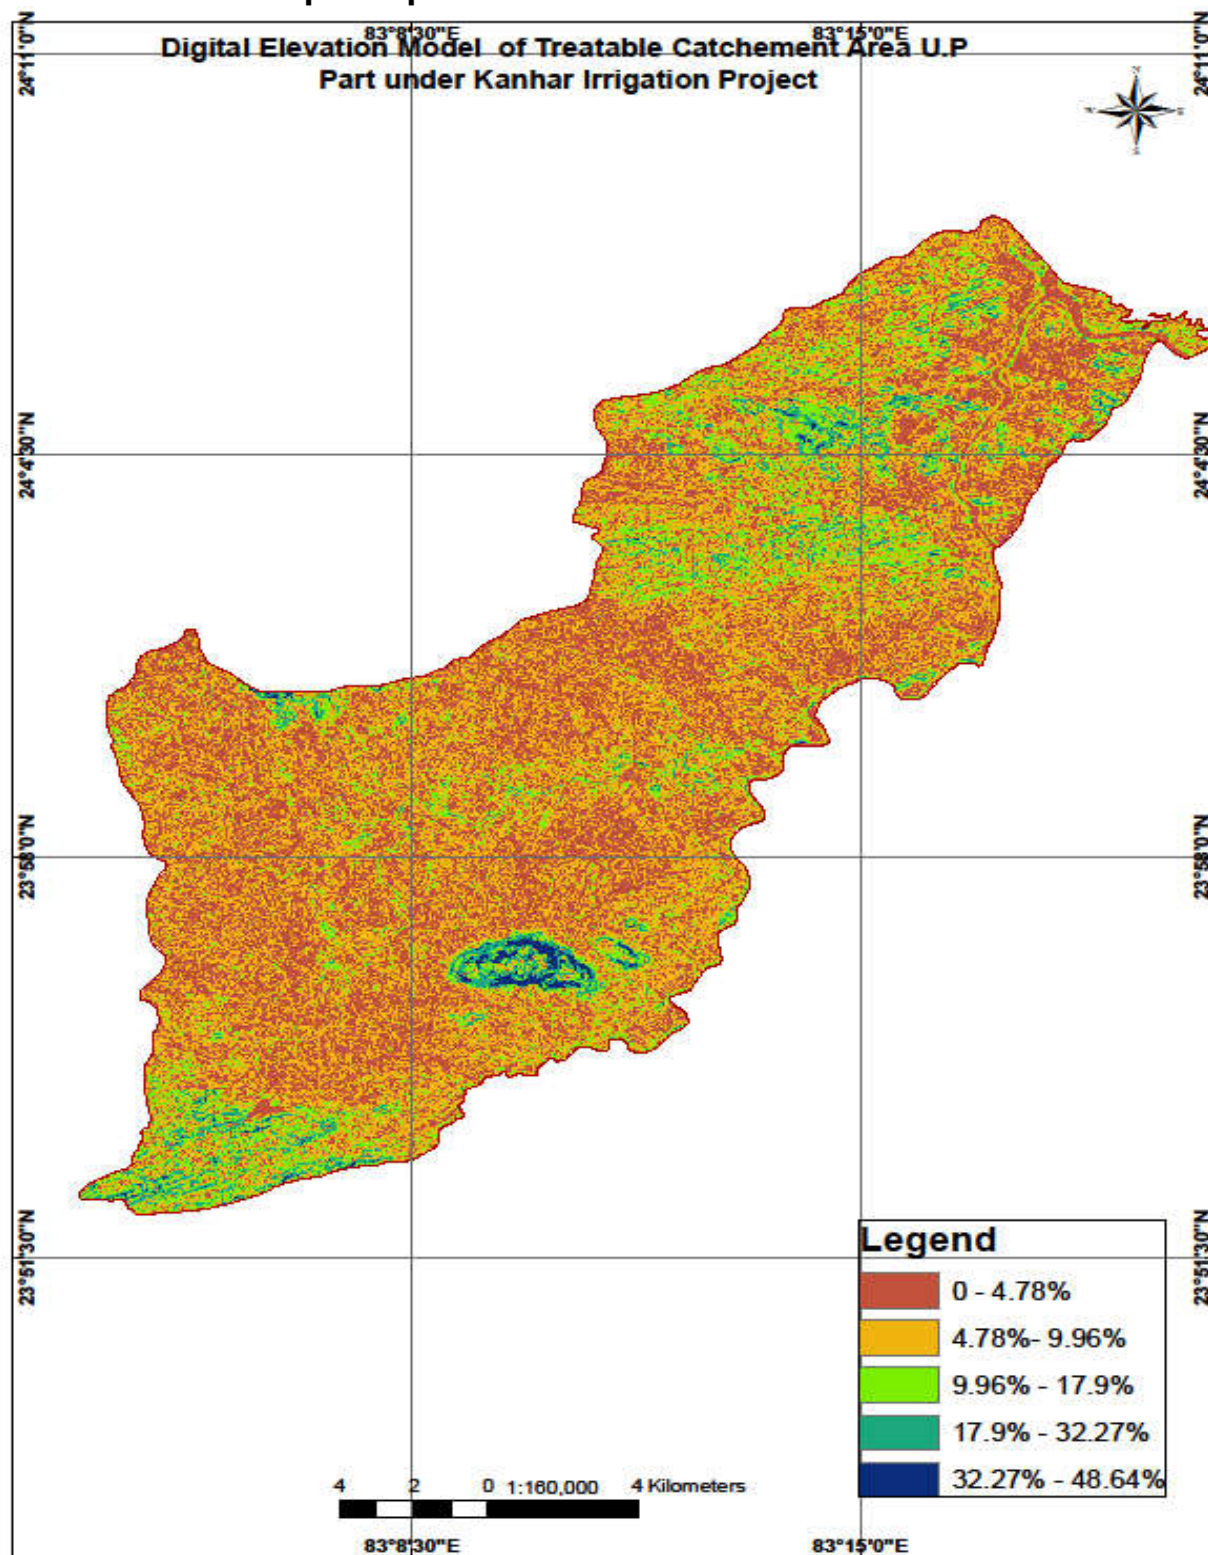 83°8'30"E 83°15'0"E
Digital Elevation Model of Treatable Catchement Area U.P
Part under Kanhar Irrigation Project
24°11'0"N 24°11'0"N
24°4'30"N 24°4'30"N
23°58'0"N 23°58'0"N
23°51'30"N 23°51'30"N
Legend
0 - 4.78%
4.78%- 9.96%
9.96% - 17.9%
17.9% - 32.27%
32.27% - 48.64%
4 2 0 1:160,000 4 Kilometers
83°8'30"E 83°15'0"E